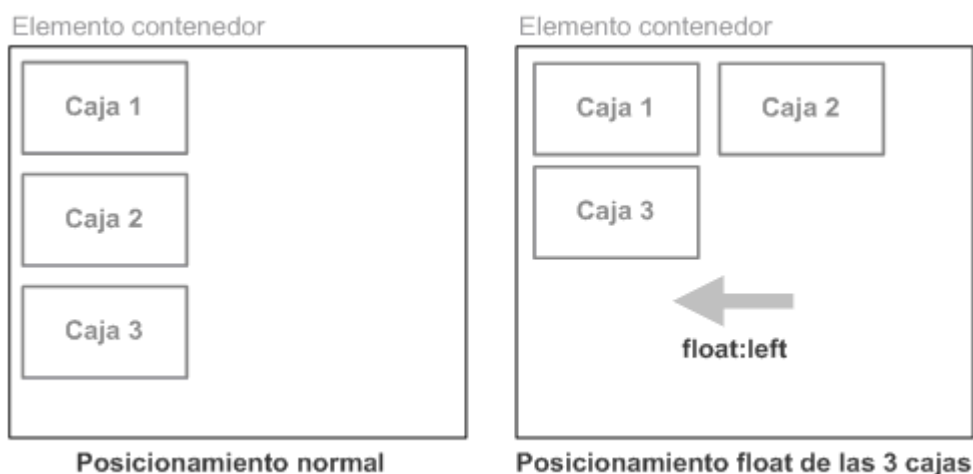 Elemento contenedor
Caja 1
Caja 2
Caja 3
Posicionamiento normal
Elemento contenedor
Caja 1
Caja 2
Caja 3
float:left
Posicionamiento float de las 3 cajas